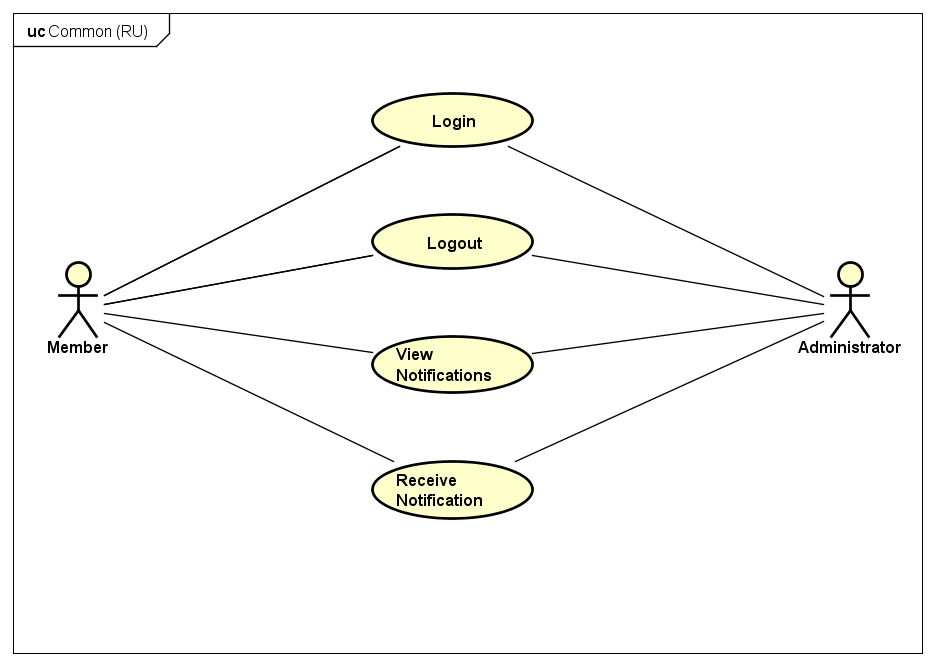 uc Common (RU)
Login
Logout
Member
Administrator
View
Notifications
Receive
Notification